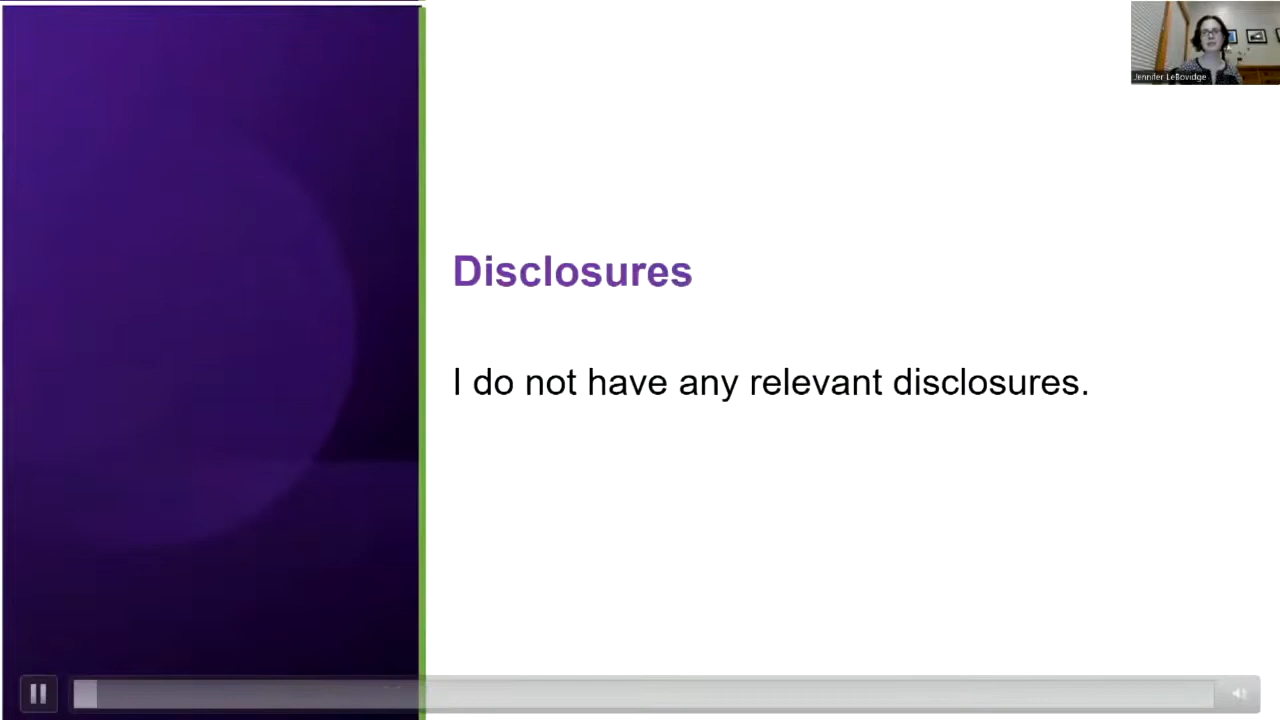 Jennifer LeBovidge
Disclosures
I do not have any relevant disclosures.